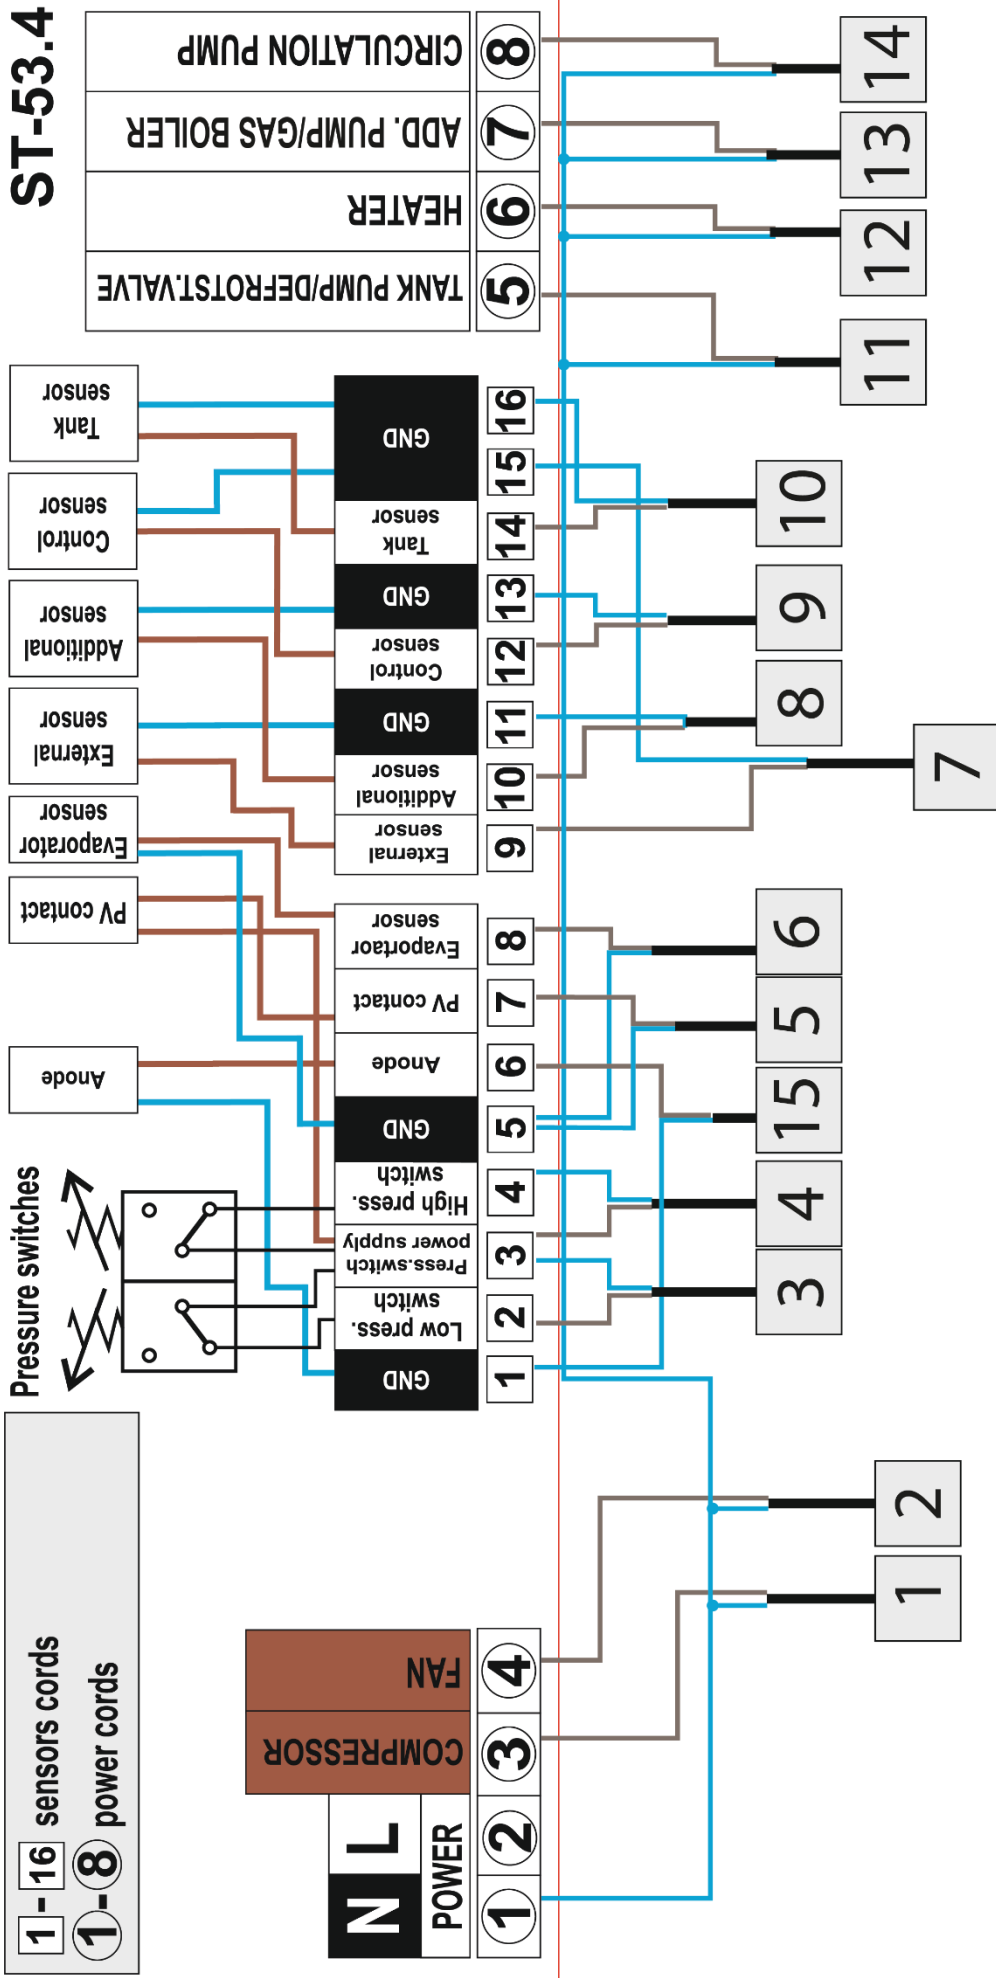 ST-53.4
CIRCULATION PUMP
8
ADD. PUMP/GAS BOILER
7
HEATER
6
TANK PUMP/DEFROTST.VALVE
5
14
13
12
11
Tank
sensor
Control
sensor
Additional
sensor
External
sensor
Evaporator
sensor
PV contact
Anode
Pressure switches
GND
16
15
Tank
sensor
14
GND
13
Control
sensor
12
GND
11
Additional
sensor
10
External
sensor
9
Evaportaor
sensor
8
PV contact
7
Anode
6
GND
5
High press.
switch
4
Press.switch
power supply
3
Low press.
switch
2
GND
1
10
9
8
7
6
5
15
4
3
2
1
1-16 sensors cords
1-8 power cords
FAN
4
COMPRESSOR
3
N L
POWER
2
1